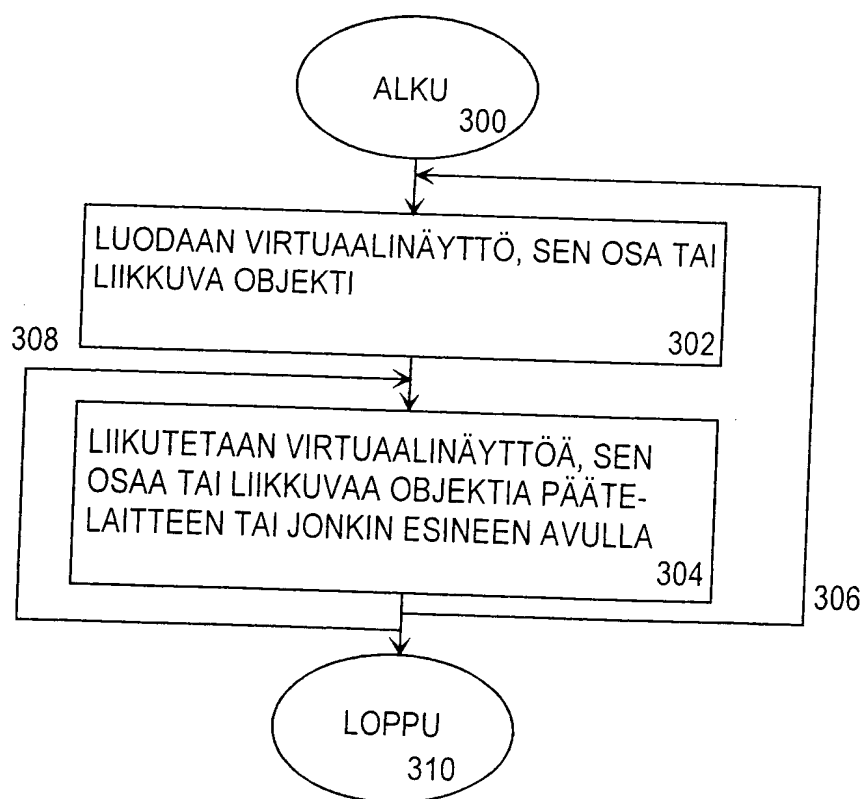 ALKU
300
LUODAAN VIRTUAALINÄYTTÖ, SEN OSA TAI
LIIKKUVA OBJEKTI
302
308
LIIKUTETAAN VIRTUAALINÄYTTÖÄ, SEN
OSAA TAI LIIKKUVAA OBJEKTIA PÄÄTE-
LAITTEEN TAI JONKIN ESINEEN AVULLA
304
306
LOPPU
310